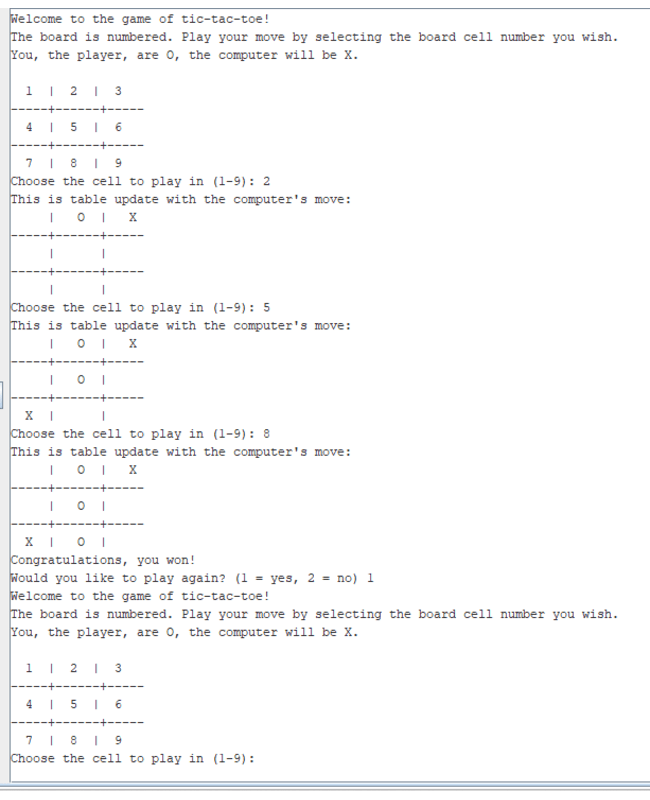 Welcome to the game of tic-tac-toe!
The board is numbered. Play your move by selecting the board cell number you wish.
You, the player, are O, the computer will be X.

  1  |  2  |  3
-----+------+-----
  4  |  5  |  6
-----+------+-----
  7  |  8  |  9
Choose the cell to play in (1-9): 2
This is table update with the computer's move:
     |   O  |   X
-----+------+-----
     |      |
-----+------+-----
     |      |
Choose the cell to play in (1-9): 5
This is table update with the computer's move:
     |   O  |   X
-----+------+-----
     |   O  |
-----+------+-----
  X  |      |
Choose the cell to play in (1-9): 8
This is table update with the computer's move:
     |   O  |   X
-----+------+-----
     |   O  |
-----+------+-----
  X  |   O  |
Congratulations, you won!
Would you like to play again? (1 = yes, 2 = no) 1
Welcome to the game of tic-tac-toe!
The board is numbered. Play your move by selecting the board cell number you wish.
You, the player, are O, the computer will be X.

  1  |  2  |  3
-----+------+-----
  4  |  5  |  6
-----+------+-----
  7  |  8  |  9
Choose the cell to play in (1-9):